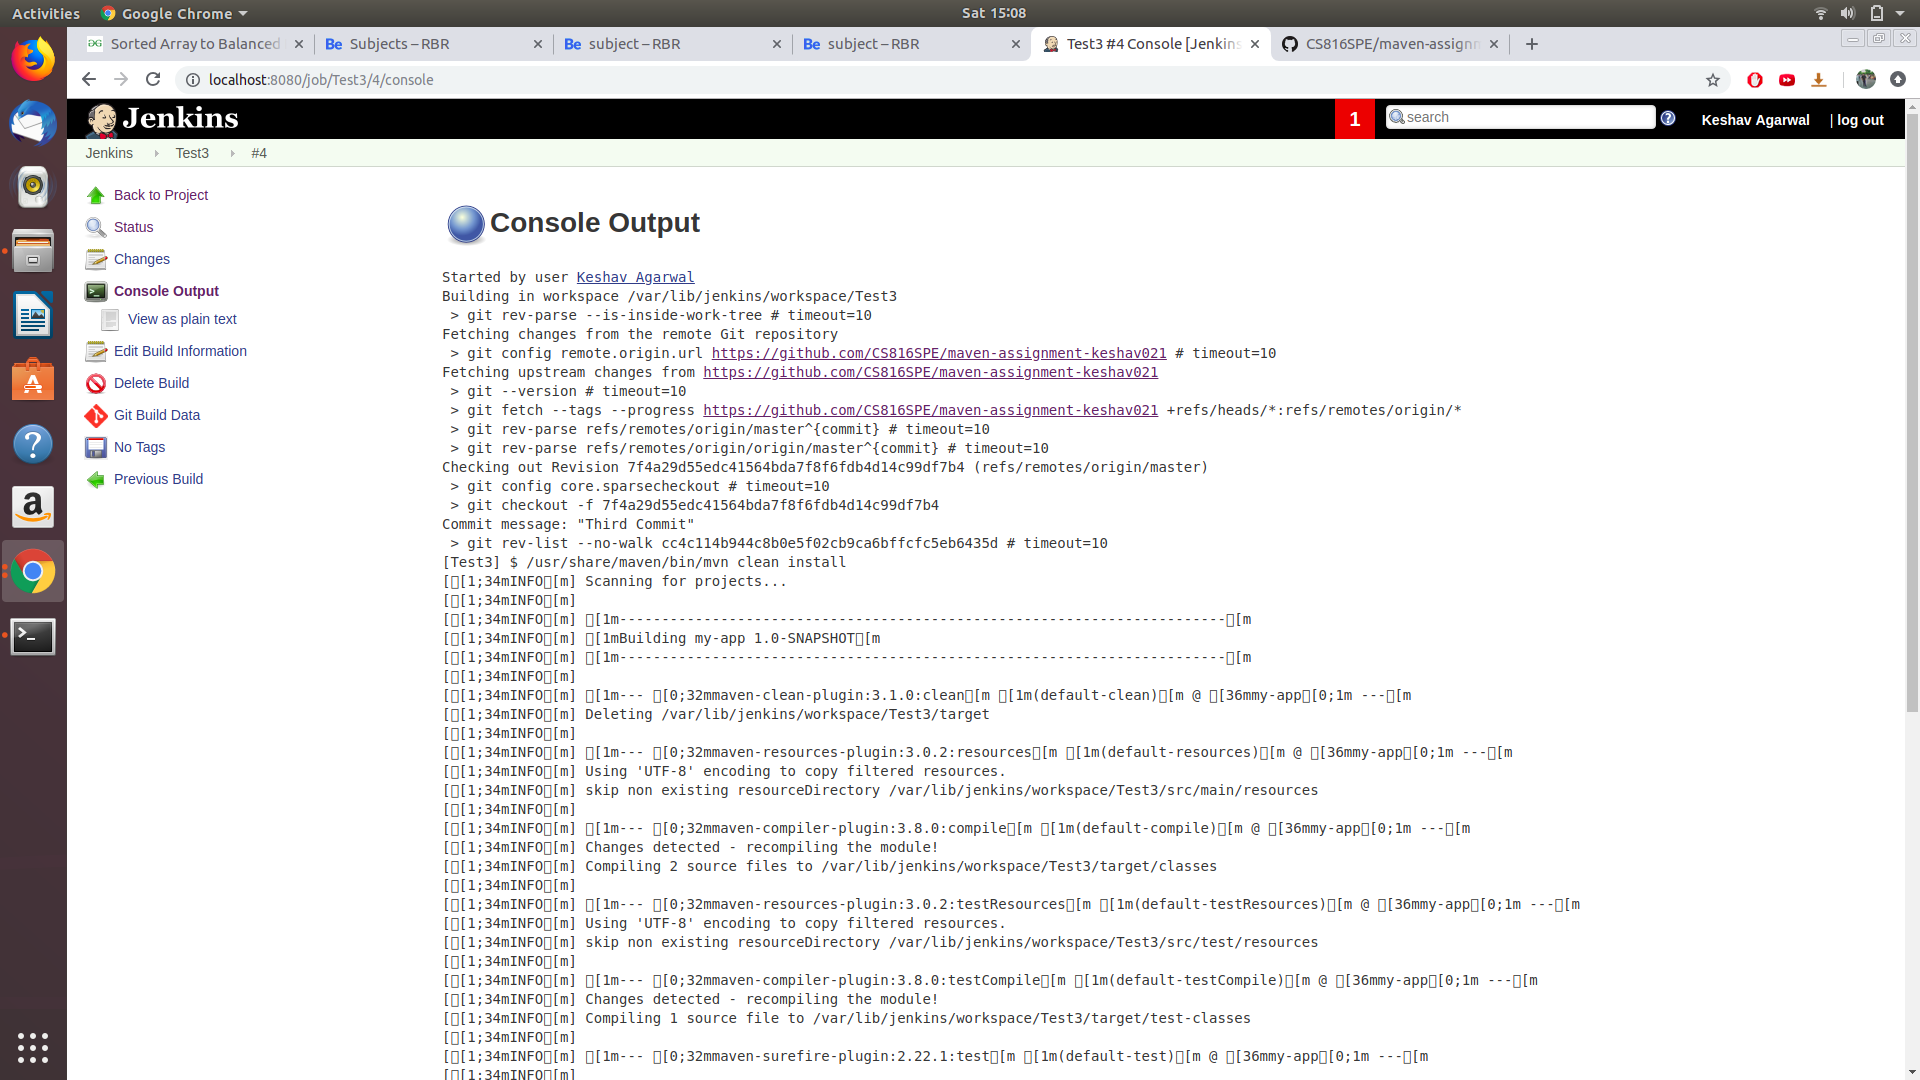 Activities Google Chrome Sat 15:08
Sorted Array to Balanced Be Subjects – RBR Be subject – RBR Be subject – RBR Test3 #4 Console [Jenkins CS816SPE/maven-assignm
localhost:8080/job/Test3/4/console
Jenkins 1 search Keshav Agarwal | log out
Jenkins Test3 #4
Back to Project
Status
Changes
Console Output
View as plain text
Edit Build Information
Delete Build
Git Build Data
No Tags
Previous Build
Console Output
Started by user Keshav Agarwal
Building in workspace /var/lib/jenkins/workspace/Test3
> git rev-parse --is-inside-work-tree # timeout=10
Fetching changes from the remote Git repository
> git config remote.origin.url https://github.com/CS816SPE/maven-assignment-keshav021 # timeout=10
Fetching upstream changes from https://github.com/CS816SPE/maven-assignment-keshav021
> git --version # timeout=10
> git fetch --tags --progress https://github.com/CS816SPE/maven-assignment-keshav021 +refs/heads/*:refs/remotes/origin/*
> git rev-parse refs/remotes/origin/master^{commit} # timeout=10
> git rev-parse refs/remotes/origin/origin/master^{commit} # timeout=10
Checking out Revision 7f4a29d55edc41564bda7f8f6fdb4d14c99df7b4 (refs/remotes/origin/master)
> git config core.sparsecheckout # timeout=10
> git checkout -f 7f4a29d55edc41564bda7f8f6fdb4d14c99df7b4
Commit message: "Third Commit"
> git rev-list --no-walk cc4c114b944c8b0e5f02cb9ca6bffcfc5eb6435d # timeout=10
[Test3] $ /usr/share/maven/bin/mvn clean install
[▯[1;34mINFO▯[m] Scanning for projects...
[▯[1;34mINFO▯[m]
[▯[1;34mINFO▯[m] ▯[1m------------------------------------------------------------------------▯[m
[▯[1;34mINFO▯[m] ▯[1mBuilding my-app 1.0-SNAPSHOT▯[m
[▯[1;34mINFO▯[m] ▯[1m------------------------------------------------------------------------▯[m
[▯[1;34mINFO▯[m]
[▯[1;34mINFO▯[m] ▯[1m--- ▯[0;32mmaven-clean-plugin:3.1.0:clean▯[m ▯[1m(default-clean)▯[m @ ▯[36mmy-app▯[0;1m ---▯[m
[▯[1;34mINFO▯[m] Deleting /var/lib/jenkins/workspace/Test3/target
[▯[1;34mINFO▯[m]
[▯[1;34mINFO▯[m] ▯[1m--- ▯[0;32mmaven-resources-plugin:3.0.2:resources▯[m ▯[1m(default-resources)▯[m @ ▯[36mmy-app▯[0;1m ---▯[m
[▯[1;34mINFO▯[m] Using 'UTF-8' encoding to copy filtered resources.
[▯[1;34mINFO▯[m] skip non existing resourceDirectory /var/lib/jenkins/workspace/Test3/src/main/resources
[▯[1;34mINFO▯[m]
[▯[1;34mINFO▯[m] ▯[1m--- ▯[0;32mmaven-compiler-plugin:3.8.0:compile▯[m ▯[1m(default-compile)▯[m @ ▯[36mmy-app▯[0;1m ---▯[m
[▯[1;34mINFO▯[m] Changes detected - recompiling the module!
[▯[1;34mINFO▯[m] Compiling 2 source files to /var/lib/jenkins/workspace/Test3/target/classes
[▯[1;34mINFO▯[m]
[▯[1;34mINFO▯[m] ▯[1m--- ▯[0;32mmaven-resources-plugin:3.0.2:testResources▯[m ▯[1m(default-testResources)▯[m @ ▯[36mmy-app▯[0;1m ---▯[m
[▯[1;34mINFO▯[m] Using 'UTF-8' encoding to copy filtered resources.
[▯[1;34mINFO▯[m] skip non existing resourceDirectory /var/lib/jenkins/workspace/Test3/src/test/resources
[▯[1;34mINFO▯[m]
[▯[1;34mINFO▯[m] ▯[1m--- ▯[0;32mmaven-compiler-plugin:3.8.0:testCompile▯[m ▯[1m(default-testCompile)▯[m @ ▯[36mmy-app▯[0;1m ---▯[m
[▯[1;34mINFO▯[m] Changes detected - recompiling the module!
[▯[1;34mINFO▯[m] Compiling 1 source file to /var/lib/jenkins/workspace/Test3/target/test-classes
[▯[1;34mINFO▯[m]
[▯[1;34mINFO▯[m] ▯[1m--- ▯[0;32mmaven-surefire-plugin:2.22.1:test▯[m ▯[1m(default-test)▯[m @ ▯[36mmy-app▯[0;1m ---▯[m
[▯[1;34mINFO▯[m]